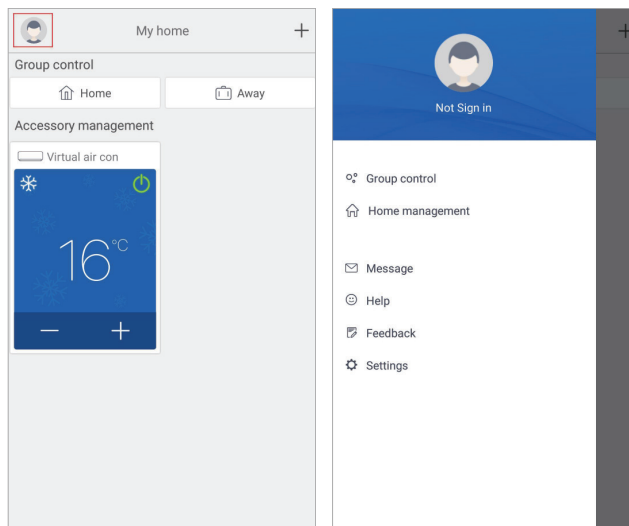 My home
Group control
Home
Away
Accessory management
Virtual air con
16°C
Not Sign in
Group control
Home management
Message
Help
Feedback
Settings